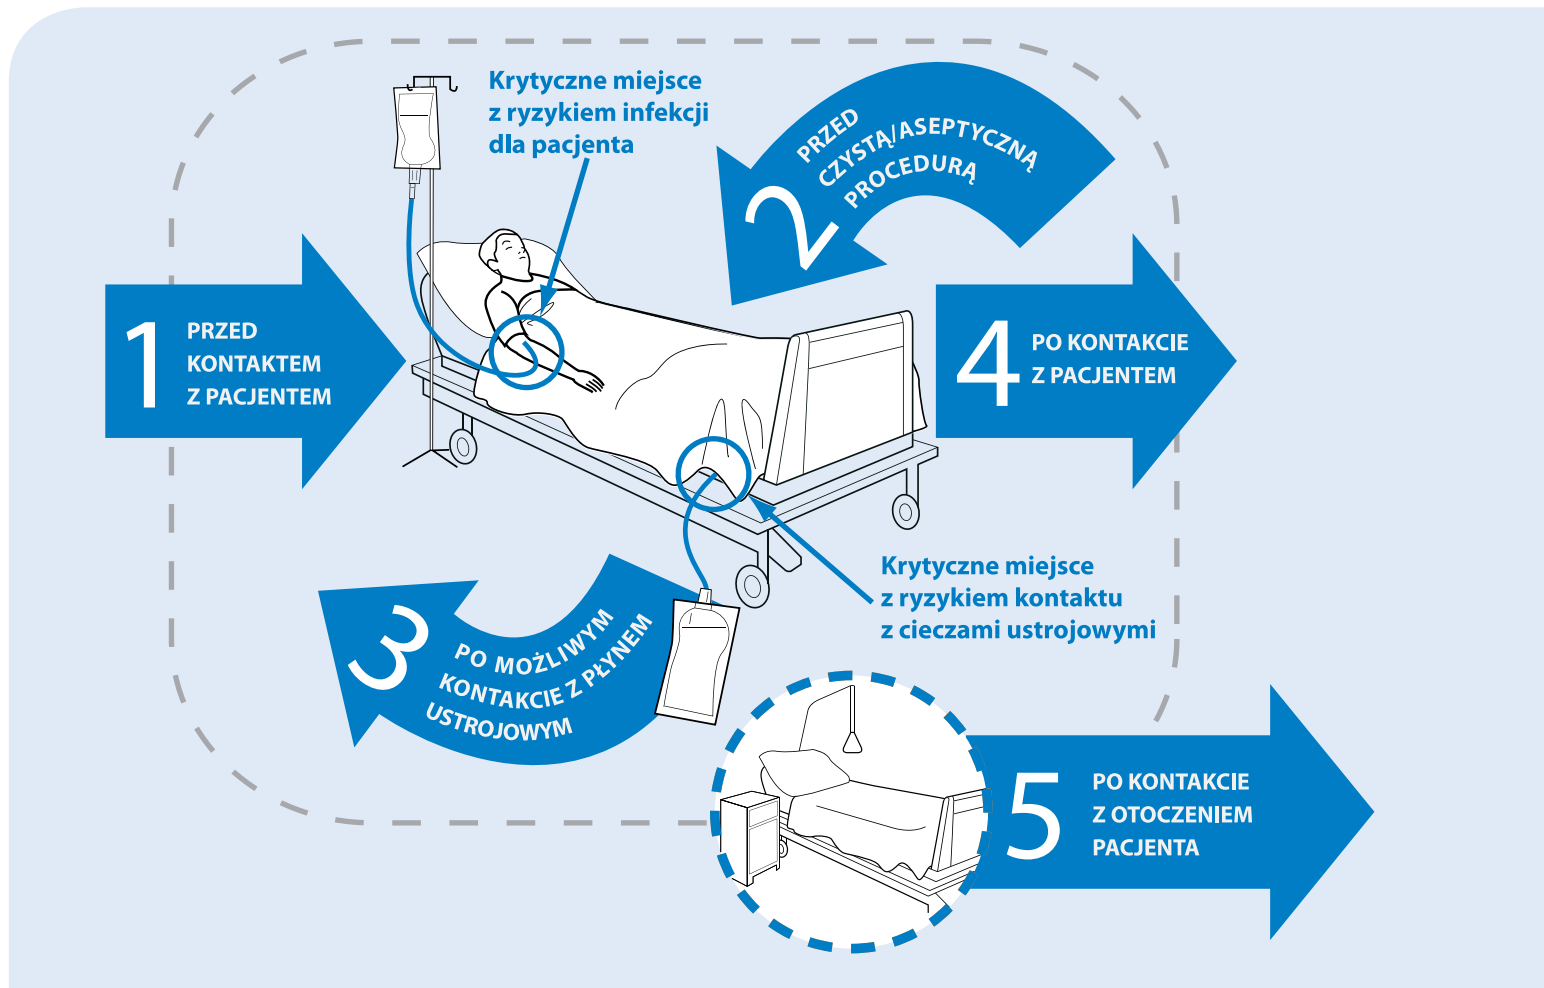 Krytyczne miejsce
z ryzykiem infekcji
dla pacjenta
1
PRZED
KONTAKTEM
Z PACJENTEM
2
PRZED
CZYSTĄ/ASEPTYCZNĄ
PROCEDURĄ
4
PO KONTAKCIE
Z PACJENTEM
3
PO MOŻLIWYM
KONTAKCIE Z PŁYNEM
USTROJOWYM
Krytyczne miejsce
z ryzykiem kontaktu
z cieczami ustrojowymi
5
PO KONTAKCIE
Z OTOCZENIEM
PACJENTA